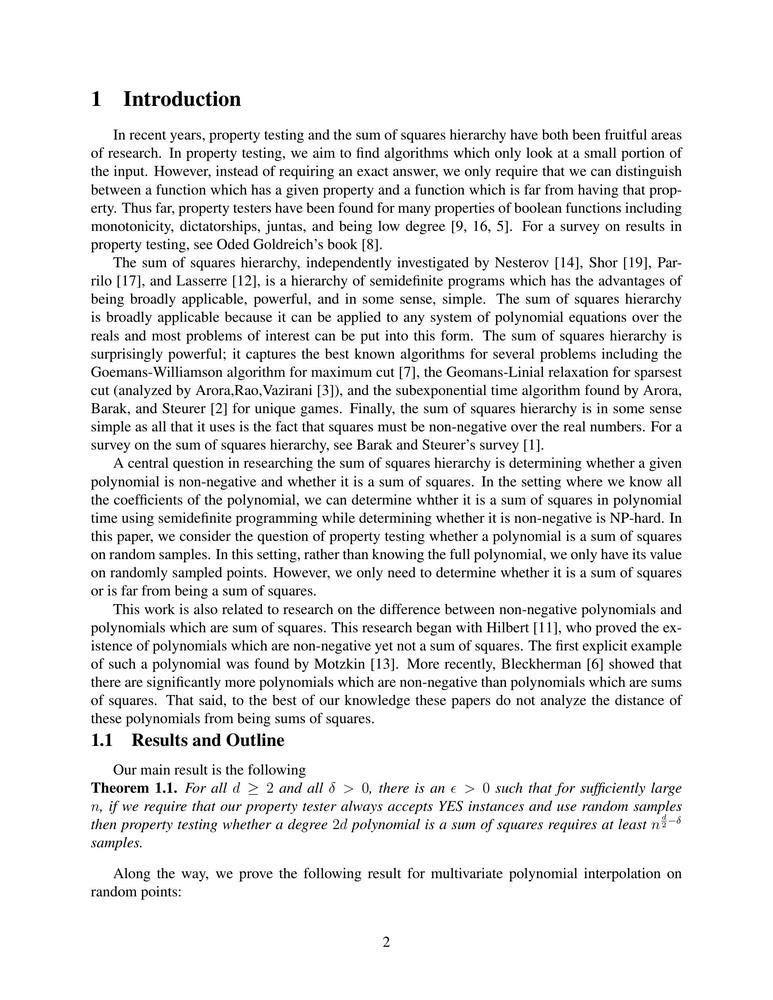 1 Introduction
In recent years, property testing and the sum of squares hierarchy have both been fruitful areas
of research. In property testing, we aim to find algorithms which only look at a small portion of
the input. However, instead of requiring an exact answer, we only require that we can distinguish
between a function which has a given property and a function which is far from having that prop-
erty. Thus far, property testers have been found for many properties of boolean functions including
monotonicity, dictatorships, juntas, and being low degree [9, 16, 5]. For a survey on results in
property testing, see Oded Goldreich's book [8].
The sum of squares hierarchy, independently investigated by Nesterov [14], Shor [19], Par-
rilo [17], and Lasserre [12], is a hierarchy of semidefinite programs which has the advantages of
being broadly applicable, powerful, and in some sense, simple. The sum of squares hierarchy
is broadly applicable because it can be applied to any system of polynomial equations over the
reals and most problems of interest can be put into this form. The sum of squares hierarchy is
surprisingly powerful; it captures the best known algorithms for several problems including the
Goemans-Williamson algorithm for maximum cut [7], the Geomans-Linial relaxation for sparsest
cut (analyzed by Arora,Rao,Vazirani [3]), and the subexponential time algorithm found by Arora,
Barak, and Steurer [2] for unique games. Finally, the sum of squares hierarchy is in some sense
simple as all that it uses is the fact that squares must be non-negative over the real numbers. For a
survey on the sum of squares hierarchy, see Barak and Steurer's survey [1].
A central question in researching the sum of squares hierarchy is determining whether a given
polynomial is non-negative and whether it is a sum of squares. In the setting where we know all
the coefficients of the polynomial, we can determine whther it is a sum of squares in polynomial
time using semidefinite programming while determining whether it is non-negative is NP-hard. In
this paper, we consider the question of property testing whether a polynomial is a sum of squares
on random samples. In this setting, rather than knowing the full polynomial, we only have its value
on randomly sampled points. However, we only need to determine whether it is a sum of squares
or is far from being a sum of squares.
This work is also related to research on the difference between non-negative polynomials and
polynomials which are sum of squares. This research began with Hilbert [11], who proved the ex-
istence of polynomials which are non-negative yet not a sum of squares. The first explicit example
of such a polynomial was found by Motzkin [13]. More recently, Bleckherman [6] showed that
there are significantly more polynomials which are non-negative than polynomials which are sums
of squares. That said, to the best of our knowledge these papers do not analyze the distance of
these polynomials from being sums of squares.
1.1 Results and Outline
Our main result is the following
Theorem 1.1. For all d ≥ 2 and all δ > 0, there is an ϵ > 0 such that for sufficiently large
n, if we require that our property tester always accepts YES instances and use random samples
then property testing whether a degree 2d polynomial is a sum of squares requires at least n^{\frac{d}{2}-δ}
samples.
Along the way, we prove the following result for multivariate polynomial interpolation on
random points:
2